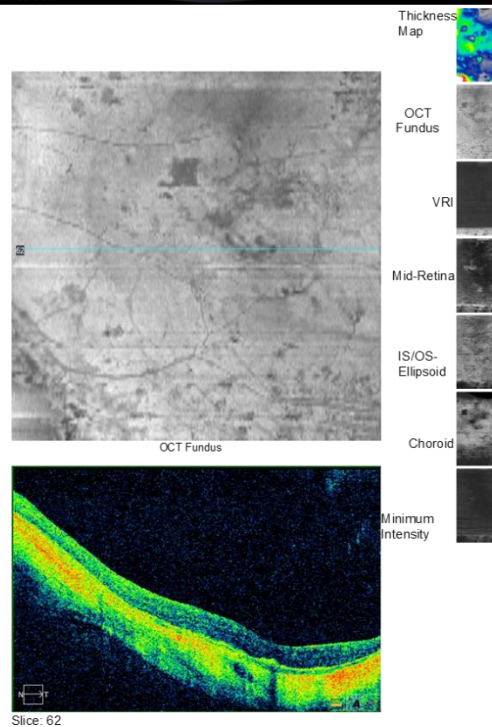 Thickness
Map
OCT
Fundus
VRI
Mid-Retina
IS/OS-
Ellipsoid
Choroid
Minimum
Intensity
62
OCT Fundus
N T
Slice: 62